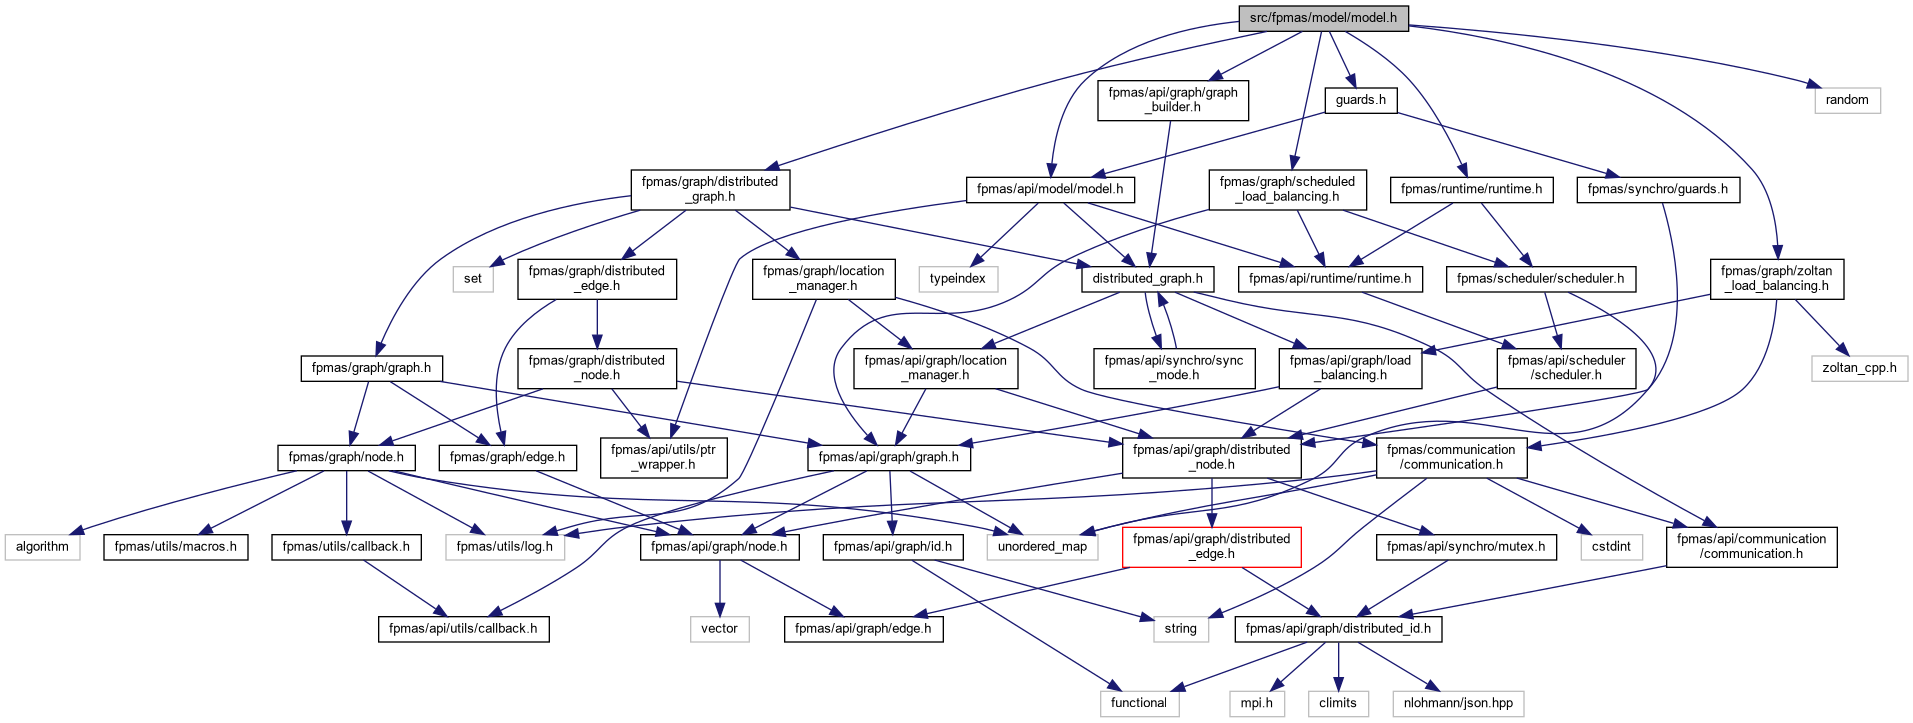 src/fpmas/model/model.h
fpmas/api/graph/graph
_builder.h
guards.h
random
fpmas/graph/distributed
_graph.h
fpmas/api/model/model.h
fpmas/graph/scheduled
_load_balancing.h
fpmas/runtime/runtime.h
fpmas/synchro/guards.h
set
fpmas/graph/distributed
_edge.h
fpmas/graph/location
_manager.h
typeindex
distributed_graph.h
fpmas/api/runtime/runtime.h
fpmas/scheduler/scheduler.h
fpmas/graph/zoltan
_load_balancing.h
fpmas/graph/graph.h
fpmas/graph/distributed
_node.h
fpmas/api/graph/location
_manager.h
fpmas/api/synchro/sync
_mode.h
fpmas/api/graph/load
_balancing.h
fpmas/api/scheduler
/scheduler.h
zoltan_cpp.h
fpmas/graph/node.h
fpmas/graph/edge.h
fpmas/api/utils/ptr
_wrapper.h
fpmas/api/graph/graph.h
fpmas/api/graph/distributed
_node.h
fpmas/communication
/communication.h
algorithm
fpmas/utils/macros.h
fpmas/utils/callback.h
fpmas/utils/log.h
fpmas/api/graph/node.h
fpmas/api/graph/id.h
unordered_map
fpmas/api/graph/distributed
_edge.h
fpmas/api/synchro/mutex.h
cstdint
fpmas/api/communication
/communication.h
fpmas/api/utils/callback.h
vector
fpmas/api/graph/edge.h
string
fpmas/api/graph/distributed_id.h
functional
mpi.h
climits
nlohmann/json.hpp